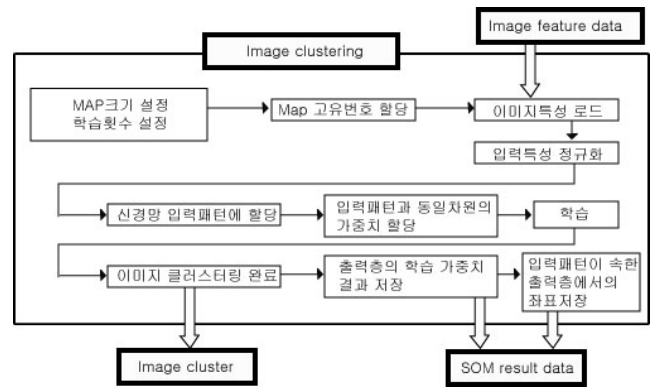 Image feature data
Image clustering
MAP크기 설정
학습횟수 설정
Map 고유번호 할당
이미지특성 로드
입력특성 정규화
신경망 입력패턴에 할당
입력패턴과 동일차원의
가중치 할당
학습
이미지 클러스터링 완료
출력층의 학습 가중치
결과 저장
입력패턴이 속한
출력층에서의
좌표저장
Image cluster
SOM result data